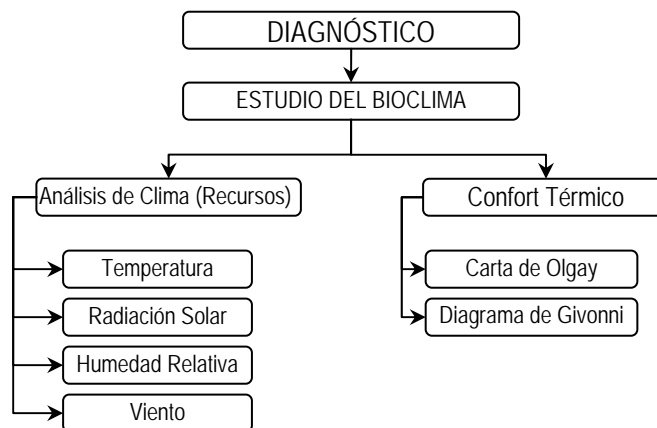 DIAGNÓSTICO
ESTUDIO DEL BIOCLIMA
Análisis de Clima (Recursos)
Temperatura
Radiación Solar
Humedad Relativa
Viento
Confort Térmico
Carta de Olgay
Diagrama de Givonni